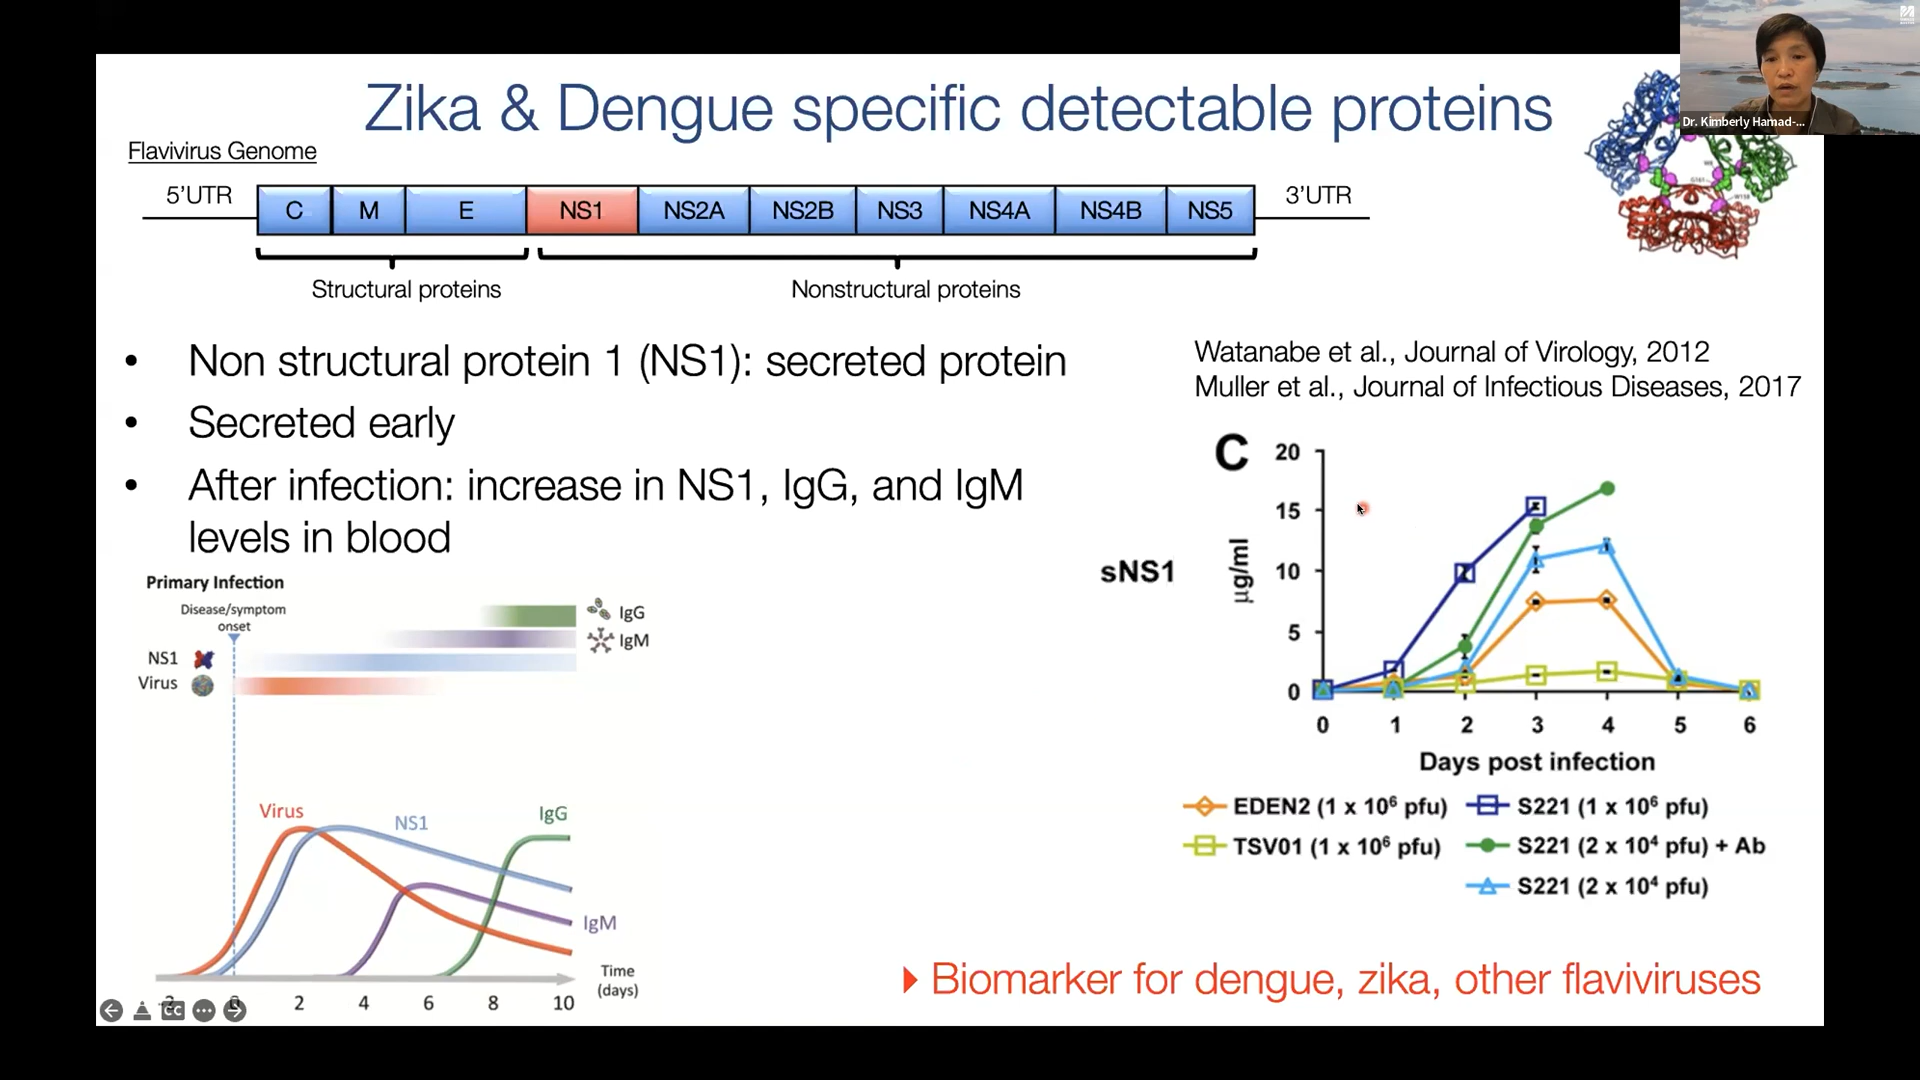 Zika & Dengue specific detectable proteins
Dr. Kimberly Hamad-...
Flavivirus Genome
5'UTR
C
M
E
NS1
NS2A
NS2B
NS3
NS4A
NS4B
NS5
3'UTR
Structural proteins
Nonstructural proteins
• Non structural protein 1 (NS1): secreted protein
• Secreted early
• After infection: increase in NS1, IgG, and IgM
levels in blood
Watanabe et al., Journal of Virology, 2012
Muller et al., Journal of Infectious Diseases, 2017
Primary Infection
Disease/symptom
onset
IgG
IgM
NS1
Virus
Virus
NS1
IgG
IgM
Time
(days)
-2 0 2 4 6 8 10
CC
C
sNS1
µg/ml
20
15
10
5
0
0 1 2 3 4 5 6
Days post infection
EDEN2 (1 x 10⁶ pfu)
S221 (1 x 10⁶ pfu)
TSV01 (1 x 10⁶ pfu)
S221 (2 x 10⁴ pfu) + Ab
S221 (2 x 10⁴ pfu)
Biomarker for dengue, zika, other flaviviruses